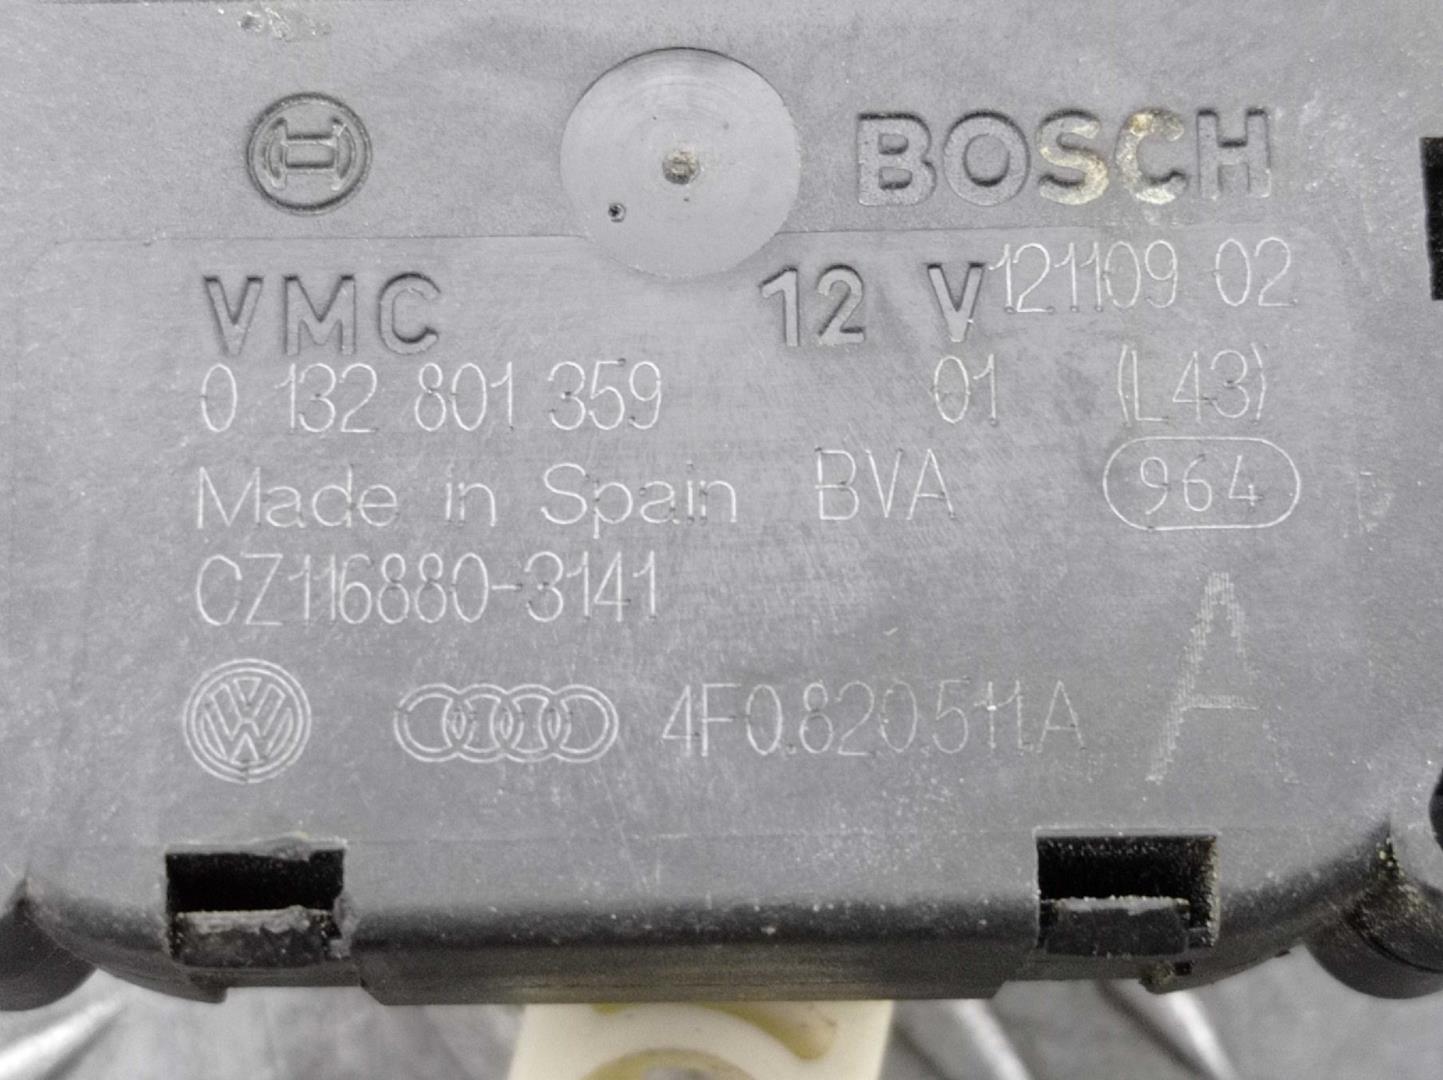 BOSCH
VMC 12 V 121109 02
0 132 801 359 01 (L43)
Made in Spain BVA 964
CZ116880-3141
A
4F0.820.511.A